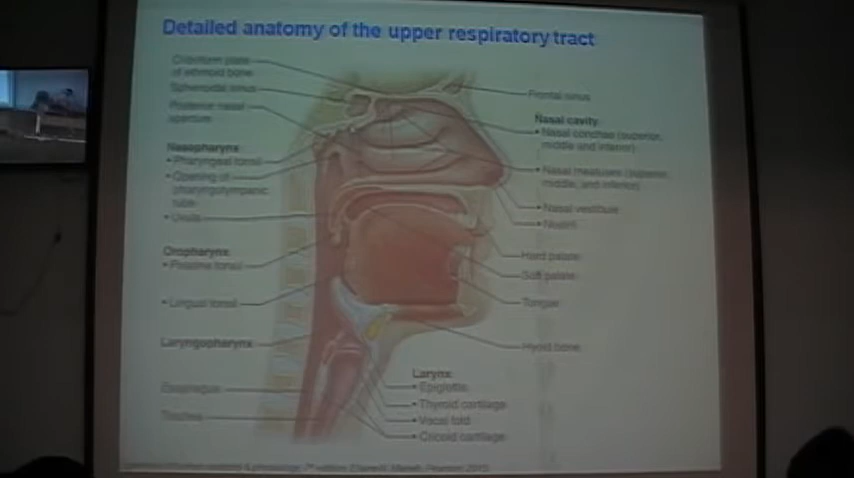 Detailed anatomy of the upper respiratory tract
Cribriform plate
of ethmoid bone
Sphenoidal sinus
Posterior nasal
aperture
Nasopharynx
• Pharyngeal tonsil
• Opening of
pharyngotympanic
tube
• Uvula
Oropharynx
• Palatine tonsil
• Lingual tonsil
Laryngopharynx
Esophagus
Trachea
Frontal sinus
Nasal cavity
• Nasal conchae (superior,
middle and inferior)
• Nasal meatuses (superior,
middle, and inferior)
• Nasal vestibule
• Nostril
Hard palate
Soft palate
Tongue
Hyoid bone
Larynx
• Epiglottis
• Thyroid cartilage
• Vocal fold
• Cricoid cartilage